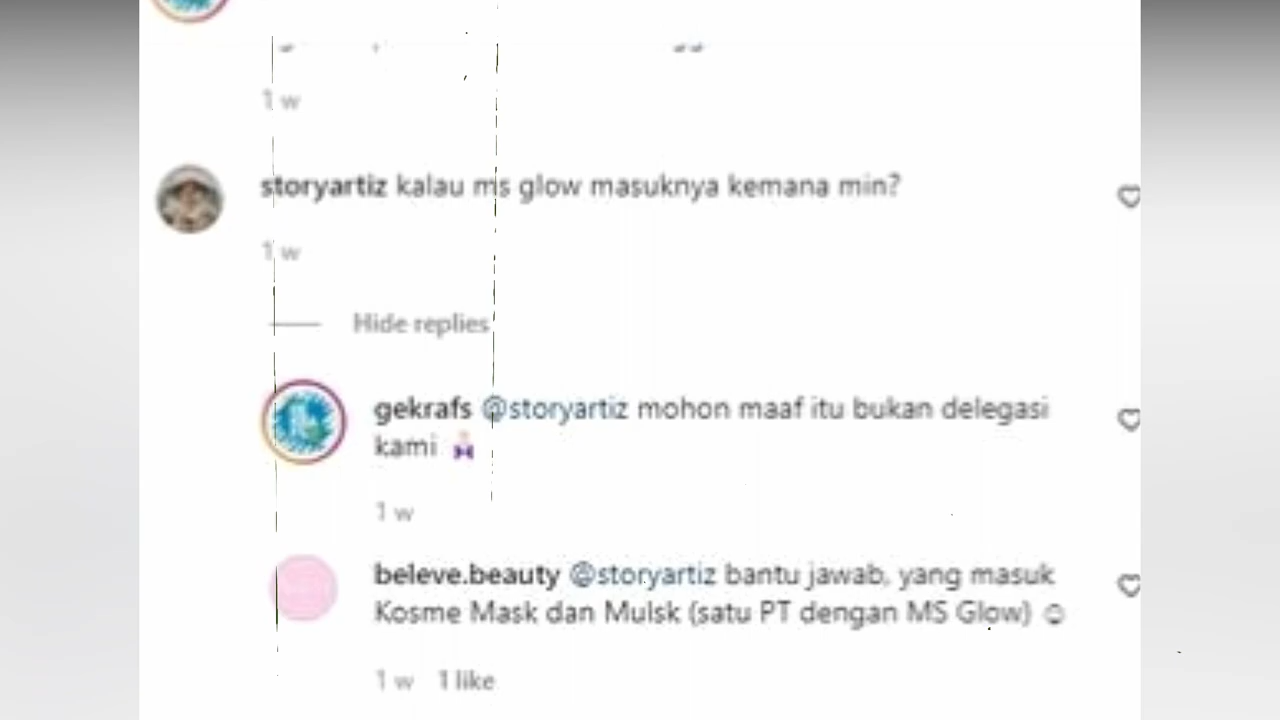 1 w
storyartiz kalau ms glow masuknya kemana min?
1 w
Hide replies
gekrafs @storyartiz mohon maaf itu bukan delegasi
kami
1 w
beleve.beauty @storyartiz bantu jawab, yang masuk
Kosme Mask dan Mulsk (satu PT dengan MS Glow) ☺
1 w 1 like